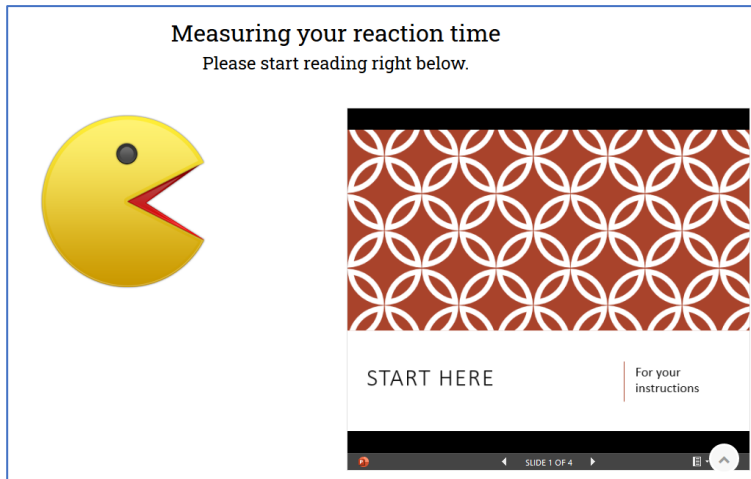 Measuring your reaction time
Please start reading right below.
START HERE
For your
instructions
SLIDE 1 OF 4